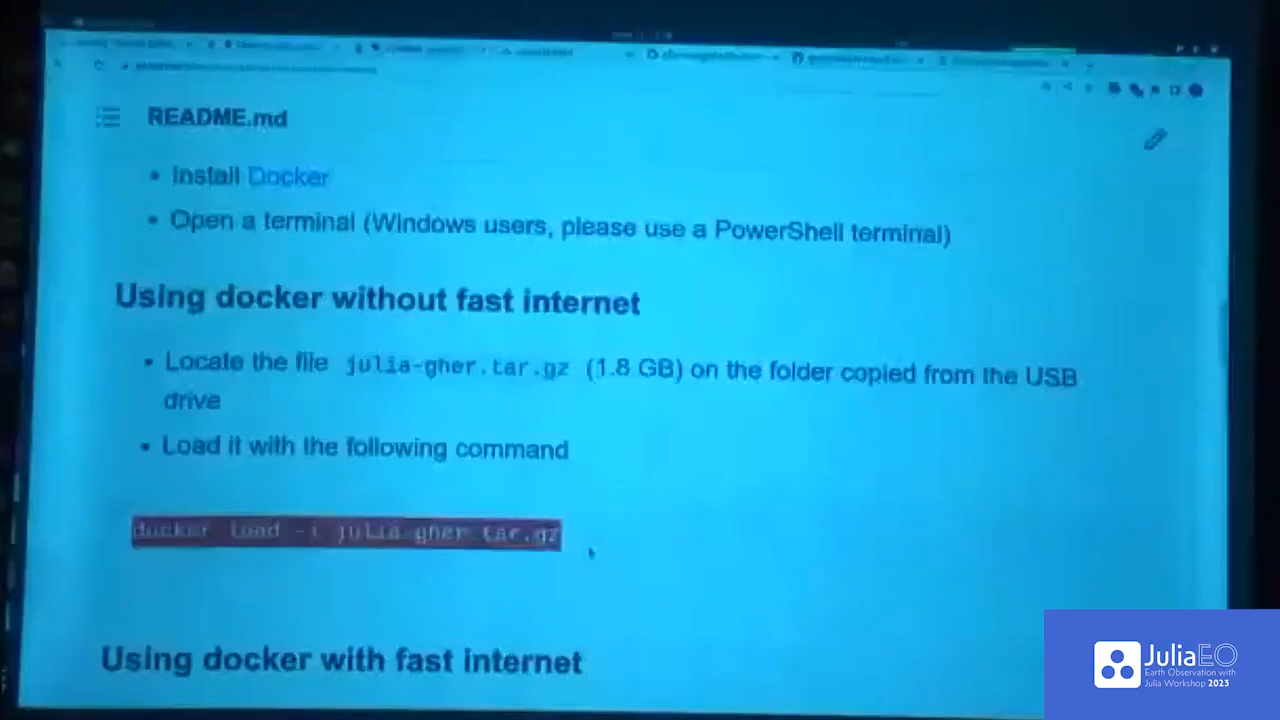 README.md
• Install Docker
• Open a terminal (Windows users, please use a PowerShell terminal)
Using docker without fast internet
• Locate the file julia-gher.tar.gz (1.8 GB) on the folder copied from the USB
drive
• Load it with the following command
docker load -i julia-gher.tar.gz
Using docker with fast internet
JuliaEO
Earth Observation with
Julia Workshop 2023